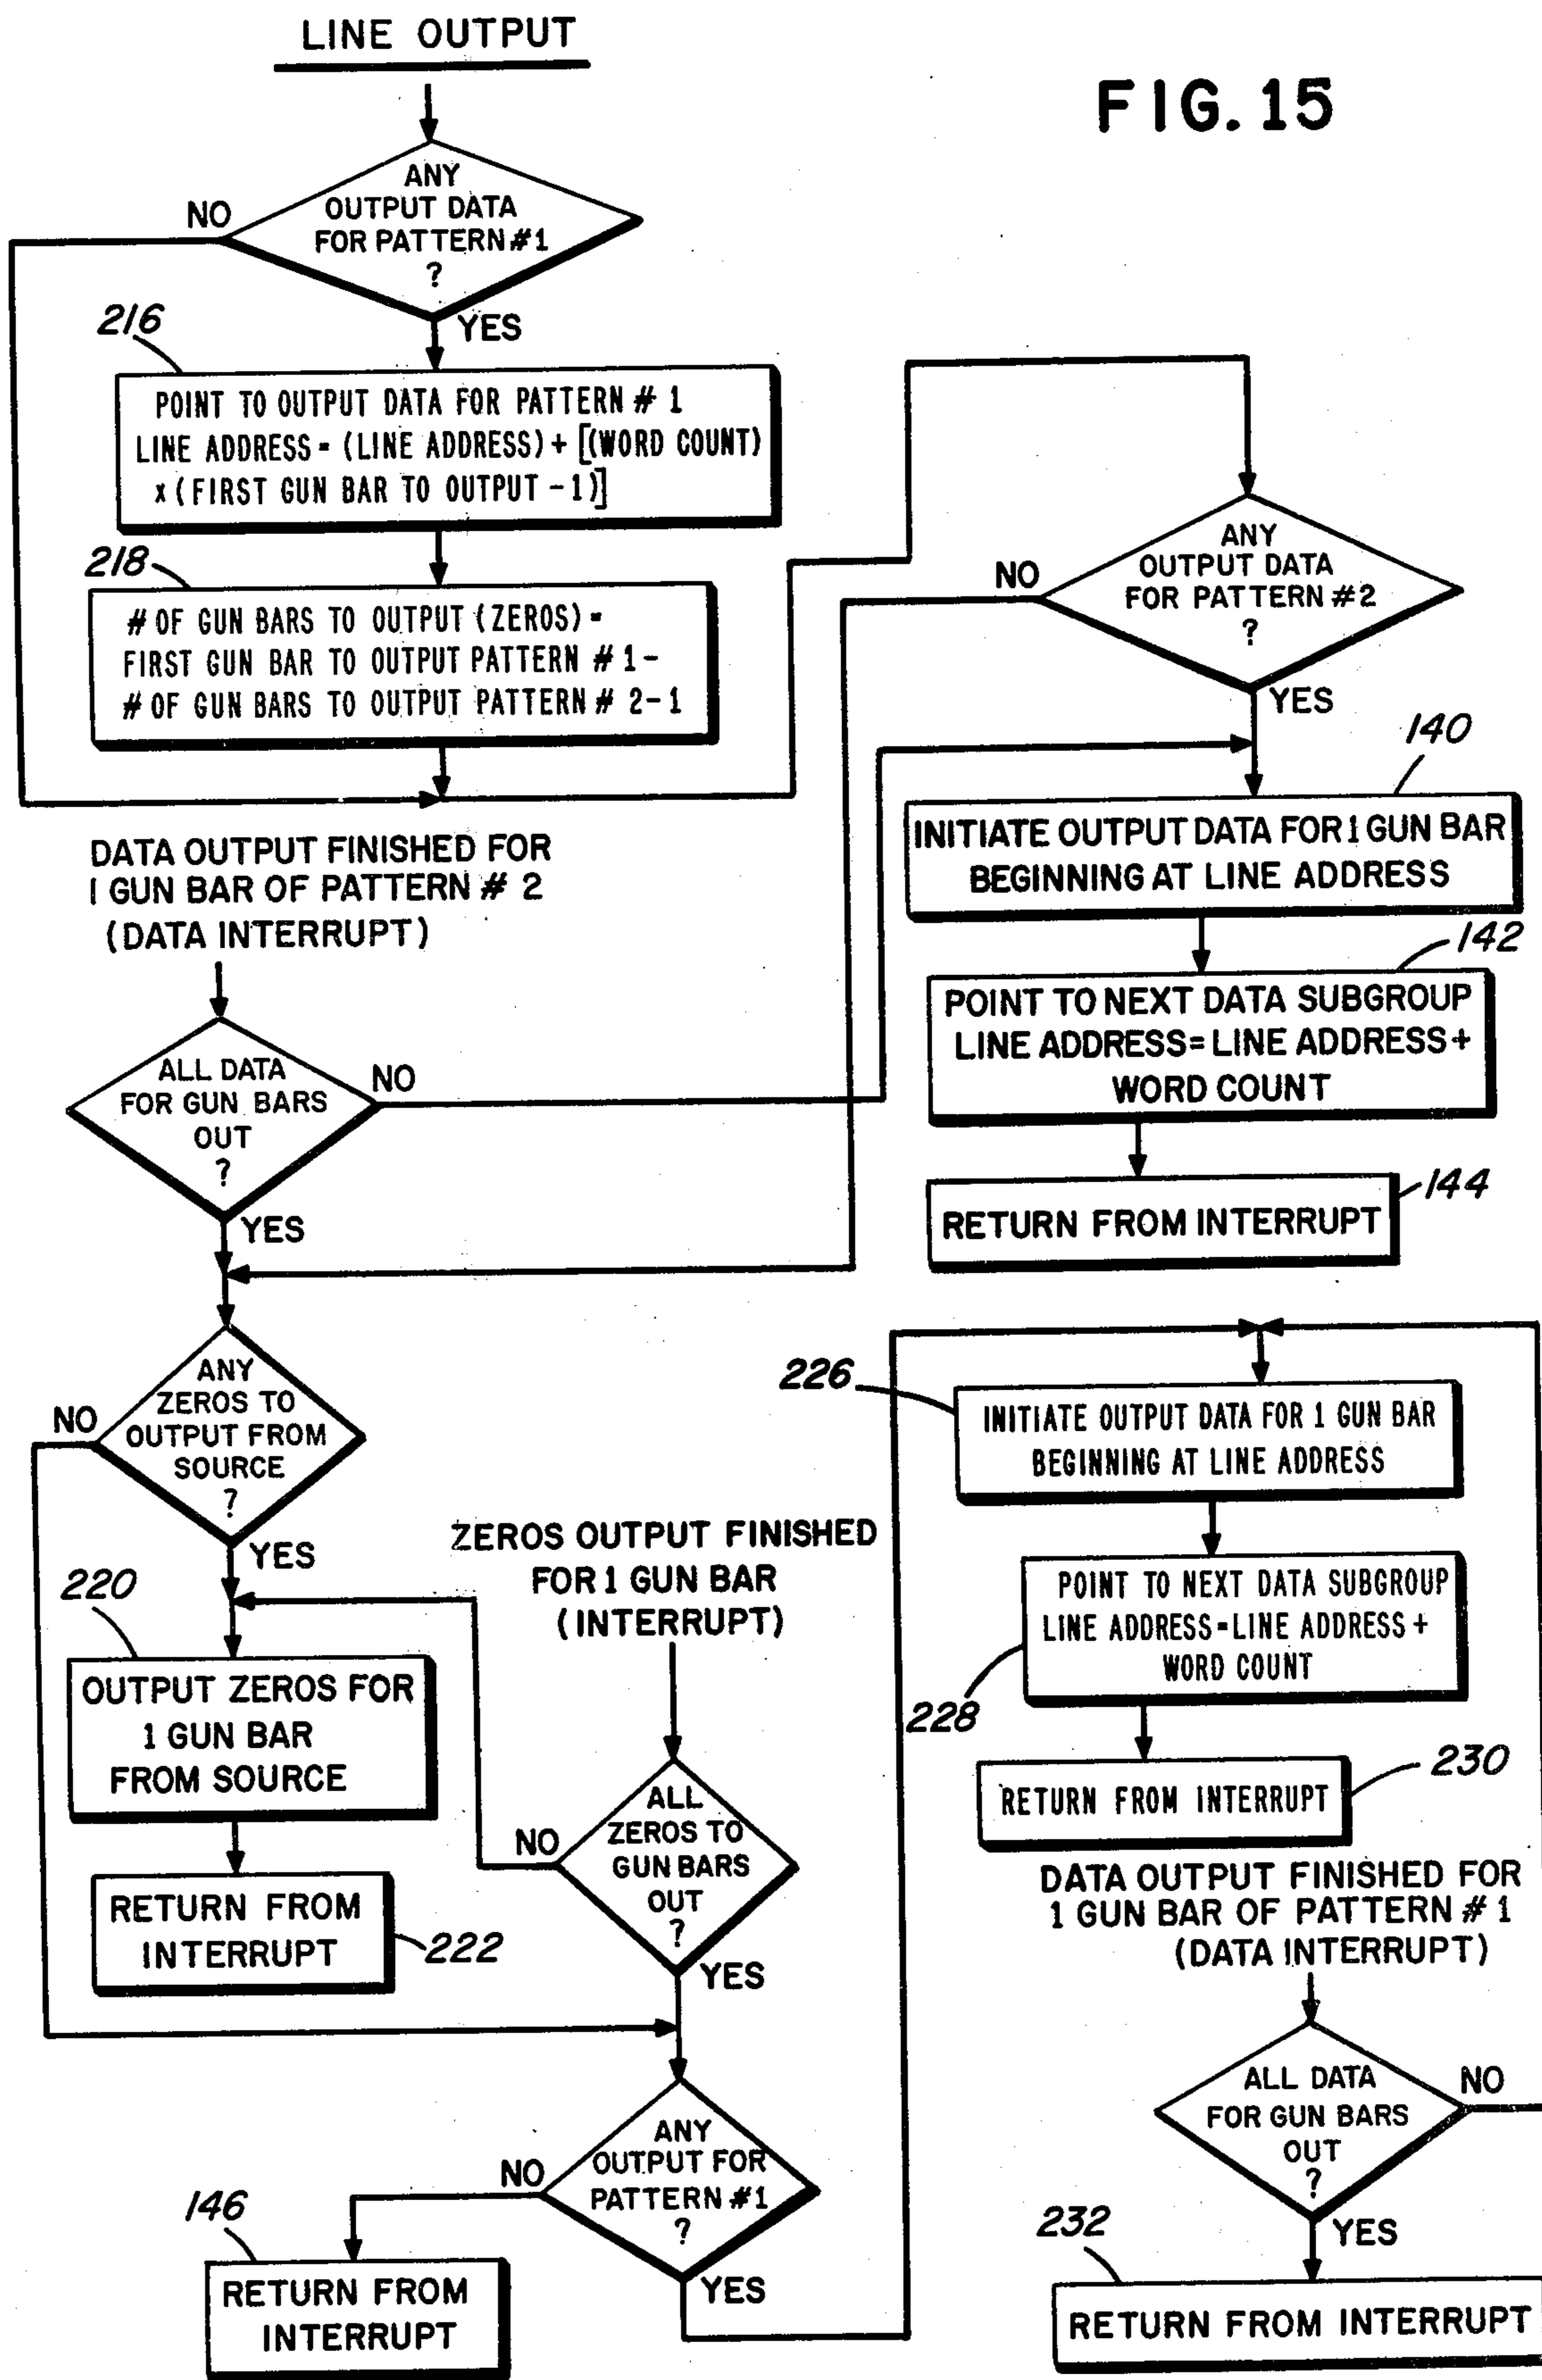 LINE OUTPUT
FIG. 15
ANY
OUTPUT DATA
FOR PATTERN #1
?
NO
YES
216
POINT TO OUTPUT DATA FOR PATTERN # 1
LINE ADDRESS = (LINE ADDRESS) + [(WORD COUNT)
x (FIRST GUN BAR TO OUTPUT -1)]
218
# OF GUN BARS TO OUTPUT (ZEROS) =
FIRST GUN BAR TO OUTPUT PATTERN # 1-
# OF GUN BARS TO OUTPUT PATTERN # 2-1
ANY
OUTPUT DATA
FOR PATTERN #2
?
NO
YES
140
INITIATE OUTPUT DATA FOR 1 GUN BAR
BEGINNING AT LINE ADDRESS
142
POINT TO NEXT DATA SUBGROUP
LINE ADDRESS = LINE ADDRESS +
WORD COUNT
144
RETURN FROM INTERRUPT
DATA OUTPUT FINISHED FOR
1 GUN BAR OF PATTERN # 2
(DATA INTERRUPT)
ALL DATA
FOR GUN BARS
OUT
?
NO
YES
ANY
ZEROS TO
OUTPUT FROM
SOURCE
?
NO
YES
220
OUTPUT ZEROS FOR
1 GUN BAR
FROM SOURCE
RETURN FROM
INTERRUPT
222
ZEROS OUTPUT FINISHED
FOR 1 GUN BAR
(INTERRUPT)
ALL
ZEROS TO
GUN BARS
OUT
?
NO
YES
ANY
OUTPUT FOR
PATTERN #1
?
NO
YES
146
RETURN FROM
INTERRUPT
226
INITIATE OUTPUT DATA FOR 1 GUN BAR
BEGINNING AT LINE ADDRESS
228
POINT TO NEXT DATA SUBGROUP
LINE ADDRESS = LINE ADDRESS +
WORD COUNT
230
RETURN FROM INTERRUPT
DATA OUTPUT FINISHED FOR
1 GUN BAR OF PATTERN # 1
(DATA INTERRUPT)
ALL DATA
FOR GUN BARS
OUT
?
NO
YES
232
RETURN FROM INTERRUPT